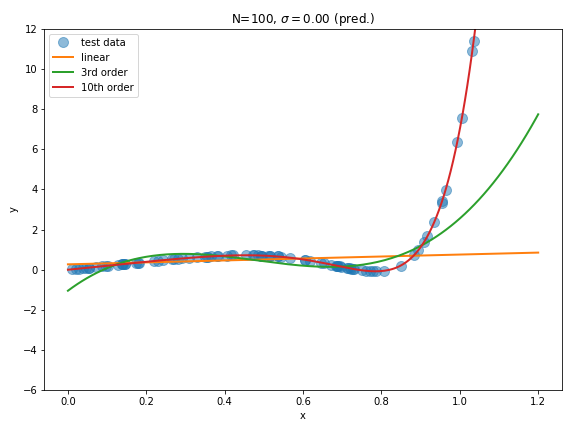 N=100, σ = 0.00 (pred.)
test data
linear
3rd order
10th order
12
10
8
6
4
2
0
−2
−4
−6
y
0.0 0.2 0.4 0.6 0.8 1.0 1.2
x